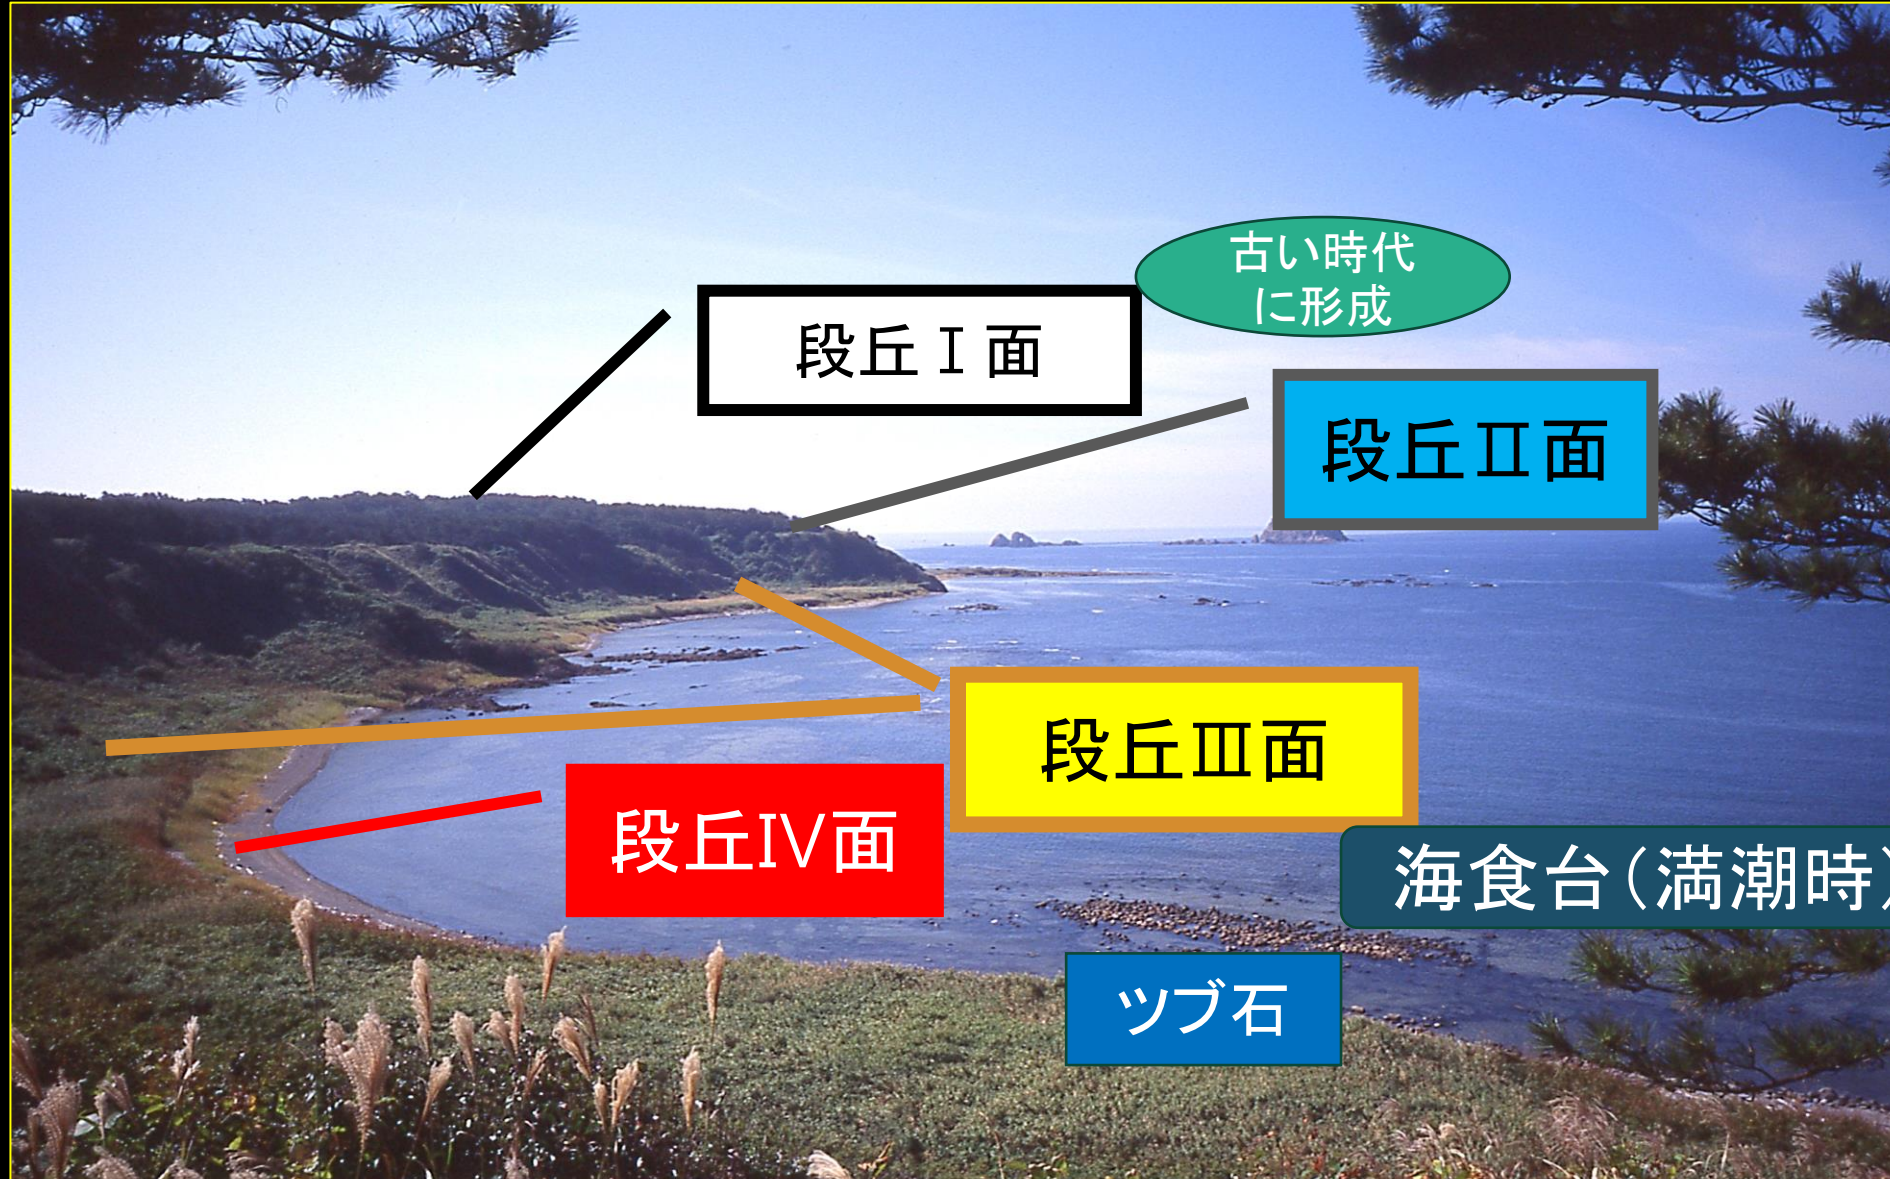 古い時代
に形成
段丘Ⅰ面
段丘Ⅱ面
段丘Ⅲ面
段丘Ⅳ面
海食台（満潮時）
ツブ石